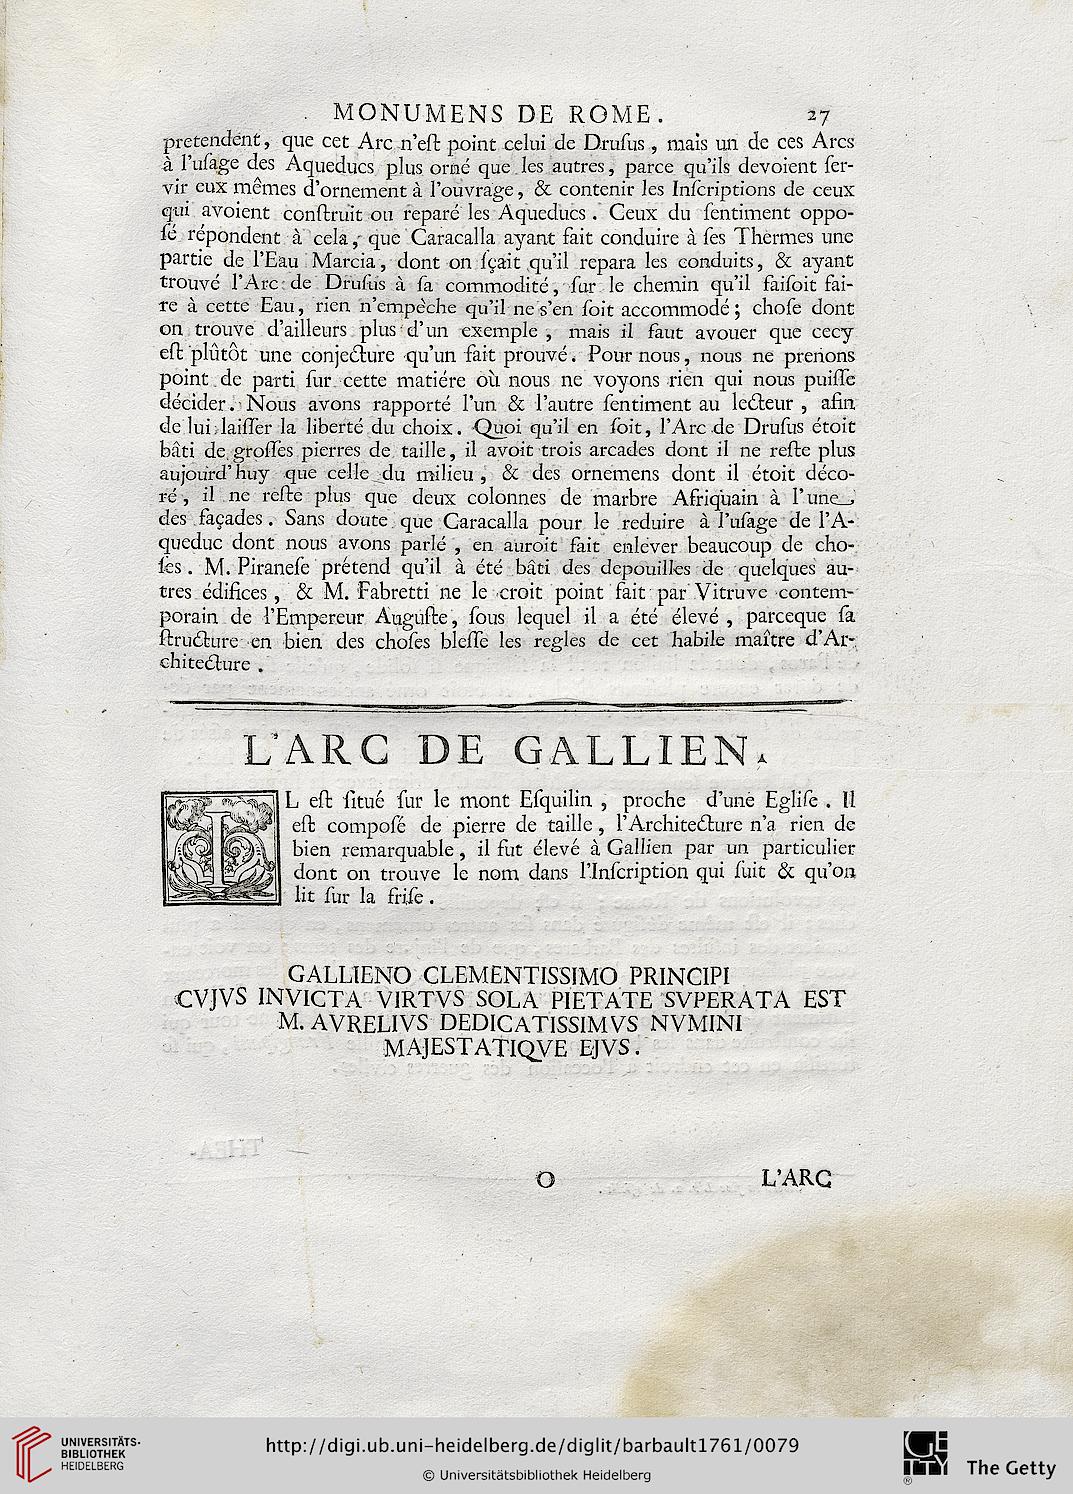 MONUMENS DE ROME. 27
pretendent, que cet Arc n'eſt point celui de Druſus, mais un de ces Arcs
à l'uſage des Aqueducs plus orné que les autres, parce qu'ils devoient ſer-
vir eux mêmes d'ornement à l'ouvrage, & contenir les Inſcriptions de ceux
qui avoient conſtruit ou reparé les Aqueducs. Ceux du ſentiment oppo-
ſé répondent à cela, que Caracalla ayant fait conduire à ſes Thermes une
partie de l'Eau Marcia, dont on ſçait qu'il repara les conduits, & ayant
trouvé l'Arc de Druſus à ſa commodité, ſur le chemin qu'il faiſoit fai-
re à cette Eau, rien n'empèche qu'il ne s'en ſoit accommodé; choſe dont
on trouve d'ailleurs plus d'un exemple, mais il faut avouer que cecy
eſt plûtôt une conjecture qu'un fait prouvé. Pour nous, nous ne prenons
point de parti ſur cette matiére où nous ne voyons rien qui nous puiſſe
décider. Nous avons rapporté l'un & l'autre ſentiment au lecteur, afin
de lui laiſſer la liberté du choix. Quoi qu'il en ſoit, l'Arc de Druſus étoit
bâti de groſſes pierres de taille, il avoit trois arcades dont il ne reſte plus
aujourd'huy que celle du milieu, & des ornemens dont il étoit déco-
ré, il ne reſte plus que deux colonnes de marbre Afriquain à l'une
des façades. Sans doute que Caracalla pour le reduire à l'uſage de l'A-
queduc dont nous avons parlé, en auroit fait enlever beaucoup de cho-
ſes. M. Piraneſe prétend qu'il à été bâti des depouilles de quelques au-
tres édifices, & M. Fabretti ne le croit point fait par Vitruve contem-
porain de l'Empereur Auguſte, ſous lequel il a été élevé, parceque ſa
ſtructure en bien des choſes bleſſe les regles de cet habile maître d'Ar-
chitecture.
L'ARC DE GALLIEN.
IL eſt ſitué ſur le mont Eſquilin, proche d'une Egliſe. Il
eſt compoſé de pierre de taille, l'Architecture n'a rien de
bien remarquable, il fut élevé à Gallien par un particulier
dont on trouve le nom dans l'Inſcription qui ſuit & qu'on
lit ſur la friſe.
GALLIENO CLEMENTISSIMO PRINCIPI
CVJVS INVICTA VIRTVS SOLA PIETATE SVPERATA EST
M. AVRELIVS DEDICATISSIMVS NVMINI
MAJESTATIQVE EJVS.
O L'ARC
UNIVERSITÄTS-
BIBLIOTHEK
HEIDELBERG
http://digi.ub.uni-heidelberg.de/diglit/barbault1761/0079
© Universitätsbibliothek Heidelberg
GETTY
®
The Getty